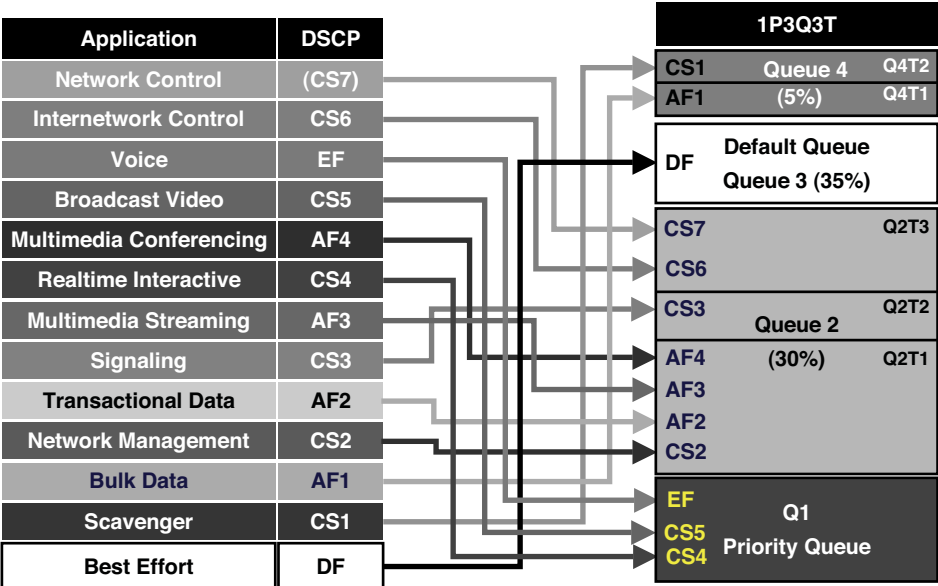 Application DSCP
Network Control (CS7)
Internetwork Control CS6
Voice EF
Broadcast Video CS5
Multimedia Conferencing AF4
Realtime Interactive CS4
Multimedia Streaming AF3
Signaling CS3
Transactional Data AF2
Network Management CS2
Bulk Data AF1
Scavenger CS1
Best Effort DF
1P3Q3T
CS1 Queue 4 Q4T2
AF1 (5%) Q4T1
Default Queue
DF
Queue 3 (35%)
CS7 Q2T3
CS6
CS3 Q2T2
Queue 2
AF4 (30%) Q2T1
AF3
AF2
CS2
EF
Q1
CS5
Priority Queue
CS4